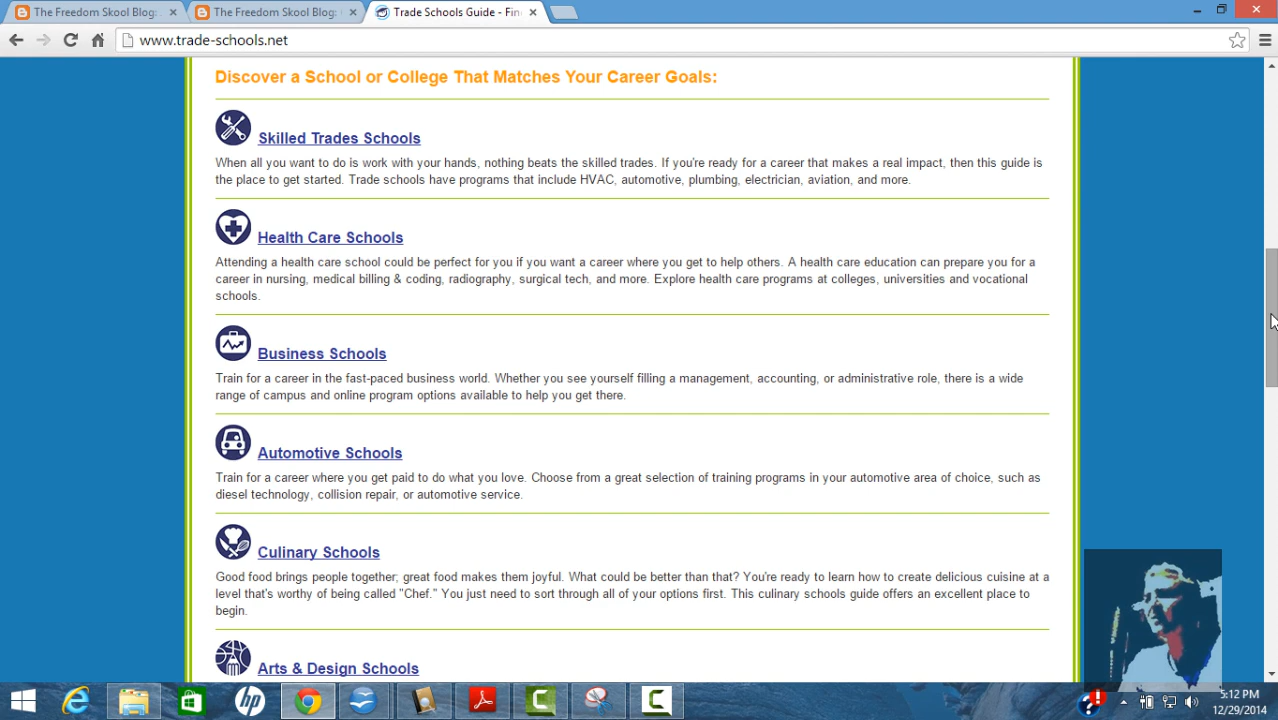 The Freedom Skool Blog:
The Freedom Skool Blog:
Trade Schools Guide - Fin
www.trade-schools.net
Discover a School or College That Matches Your Career Goals:
Skilled Trades Schools
When all you want to do is work with your hands, nothing beats the skilled trades. If you're ready for a career that makes a real impact, then this guide is
the place to get started. Trade schools have programs that include HVAC, automotive, plumbing, electrician, aviation, and more.
Health Care Schools
Attending a health care school could be perfect for you if you want a career where you get to help others. A health care education can prepare you for a
career in nursing, medical billing & coding, radiography, surgical tech, and more. Explore health care programs at colleges, universities and vocational
schools.
Business Schools
Train for a career in the fast-paced business world. Whether you see yourself filling a management, accounting, or administrative role, there is a wide
range of campus and online program options available to help you get there.
Automotive Schools
Train for a career where you get paid to do what you love. Choose from a great selection of training programs in your automotive area of choice, such as
diesel technology, collision repair, or automotive service.
Culinary Schools
Good food brings people together; great food makes them joyful. What could be better than that? You're ready to learn how to create delicious cuisine at a
level that's worthy of being called "Chef." You just need to sort through all of your options first. This culinary schools guide offers an excellent place to
begin.
Arts & Design Schools
5:12 PM
12/29/2014